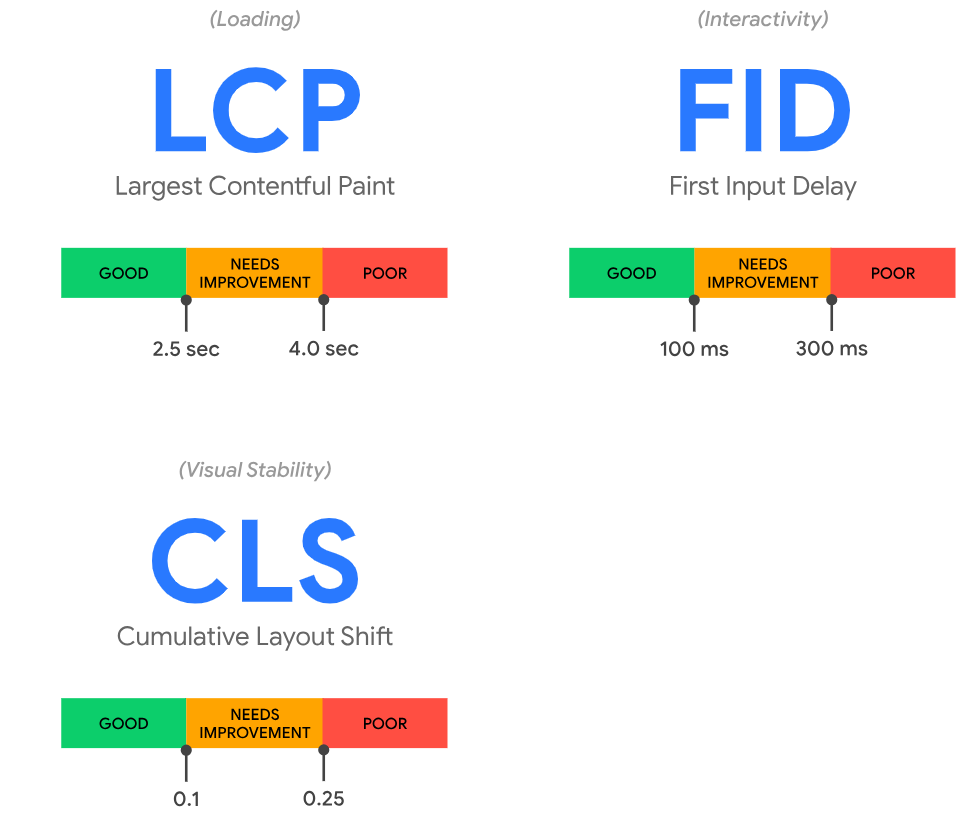 (Loading)
LCP
Largest Contentful Paint
GOOD
NEEDS
IMPROVEMENT
POOR
2.5 sec
4.0 sec
(Interactivity)
FID
First Input Delay
GOOD
NEEDS
IMPROVEMENT
POOR
100 ms
300 ms
(Visual Stability)
CLS
Cumulative Layout Shift
GOOD
NEEDS
IMPROVEMENT
POOR
0.1
0.25